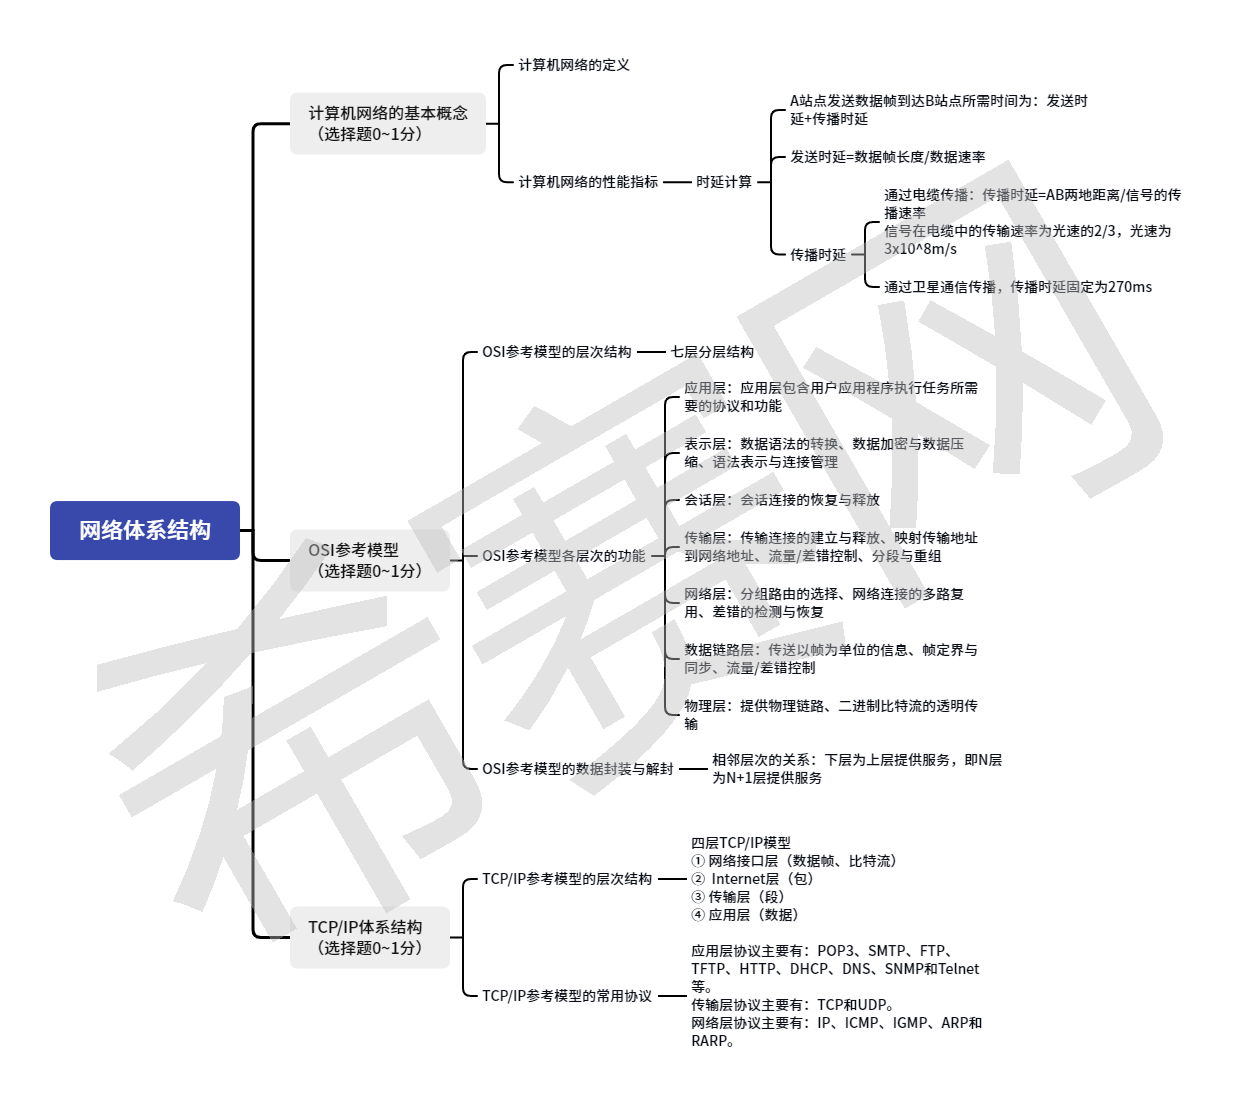 网络体系结构
计算机网络的基本概念
（选择题0~1分）
计算机网络的定义
计算机网络的性能指标
时延计算
A站点发送数据帧到达B站点所需时间为：发送时
延+传播时延
发送时延=数据帧长度/数据速率
传播时延
通过电缆传播：传播时延=AB两地距离/信号的传
播速率
信号在电缆中的传输速率为光速的2/3，光速为
3x10^8m/s
通过卫星通信传播，传播时延固定为270ms
OSI参考模型
（选择题0~1分）
OSI参考模型的层次结构
七层分层结构
OSI参考模型各层次的功能
应用层：应用层包含用户应用程序执行任务所需
要的协议和功能
表示层：数据语法的转换、数据加密与数据压
缩、语法表示与连接管理
会话层：会话连接的恢复与释放
传输层：传输连接的建立与释放、映射传输地址
到网络地址、流量/差错控制、分段与重组
网络层：分组路由的选择、网络连接的多路复
用、差错的检测与恢复
数据链路层：传送以帧为单位的信息、帧定界与
同步、流量/差错控制
物理层：提供物理链路、二进制比特流的透明传
输
OSI参考模型的数据封装与解封
相邻层次的关系：下层为上层提供服务，即N层
为N+1层提供服务
TCP/IP体系结构
（选择题0~1分）
TCP/IP参考模型的层次结构
四层TCP/IP模型
① 网络接口层（数据帧、比特流）
② Internet层（包）
③ 传输层（段）
④ 应用层（数据）
TCP/IP参考模型的常用协议
应用层协议主要有：POP3、SMTP、FTP、
TFTP、HTTP、DHCP、DNS、SNMP和Telnet
等。
传输层协议主要有：TCP和UDP。
网络层协议主要有：IP、ICMP、IGMP、ARP和
RARP。
希赛网